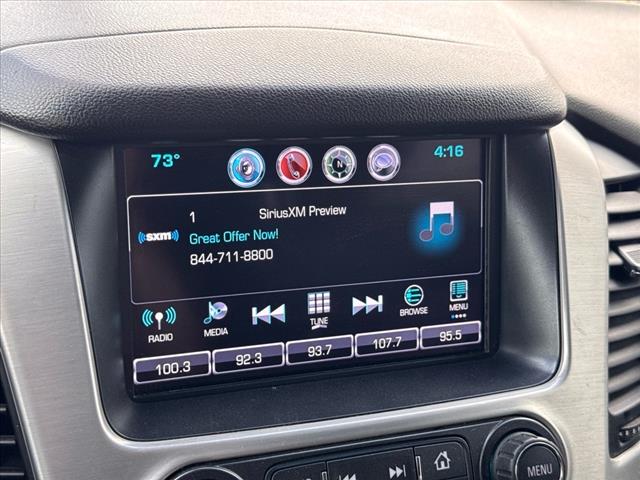 73°
4:16
N
1 SiriusXM Preview
((sxm))
Great Offer Now!
844-711-8800
RADIO
MEDIA
TUNE
BROWSE
MENU
100.3
92.3
93.7
107.7
95.5
MENU